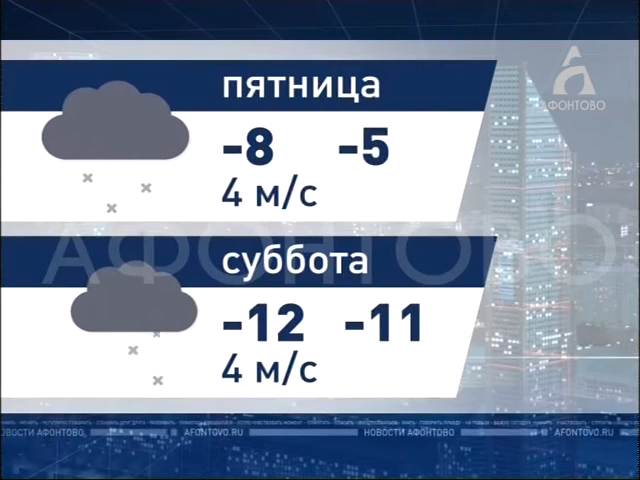 пятница
АФОНТОВО
-8 -5
4 м/с
АФОНТОВО
суббота
-12 -11
4 м/с
НОВОСТИ АФОНТОВО AFONTOVO.RU НОВОСТИ АФОНТОВО AFONTOVO.RU